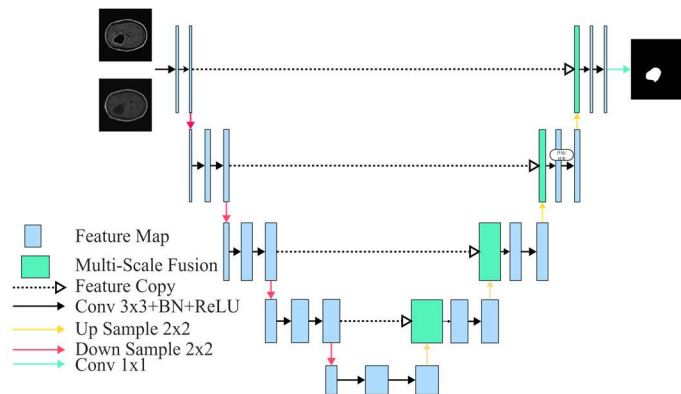 Feature Map
Multi-Scale Fusion
Feature Copy
Conv 3x3+BN+ReLU
Up Sample 2x2
Down Sample 2x2
Conv 1x1